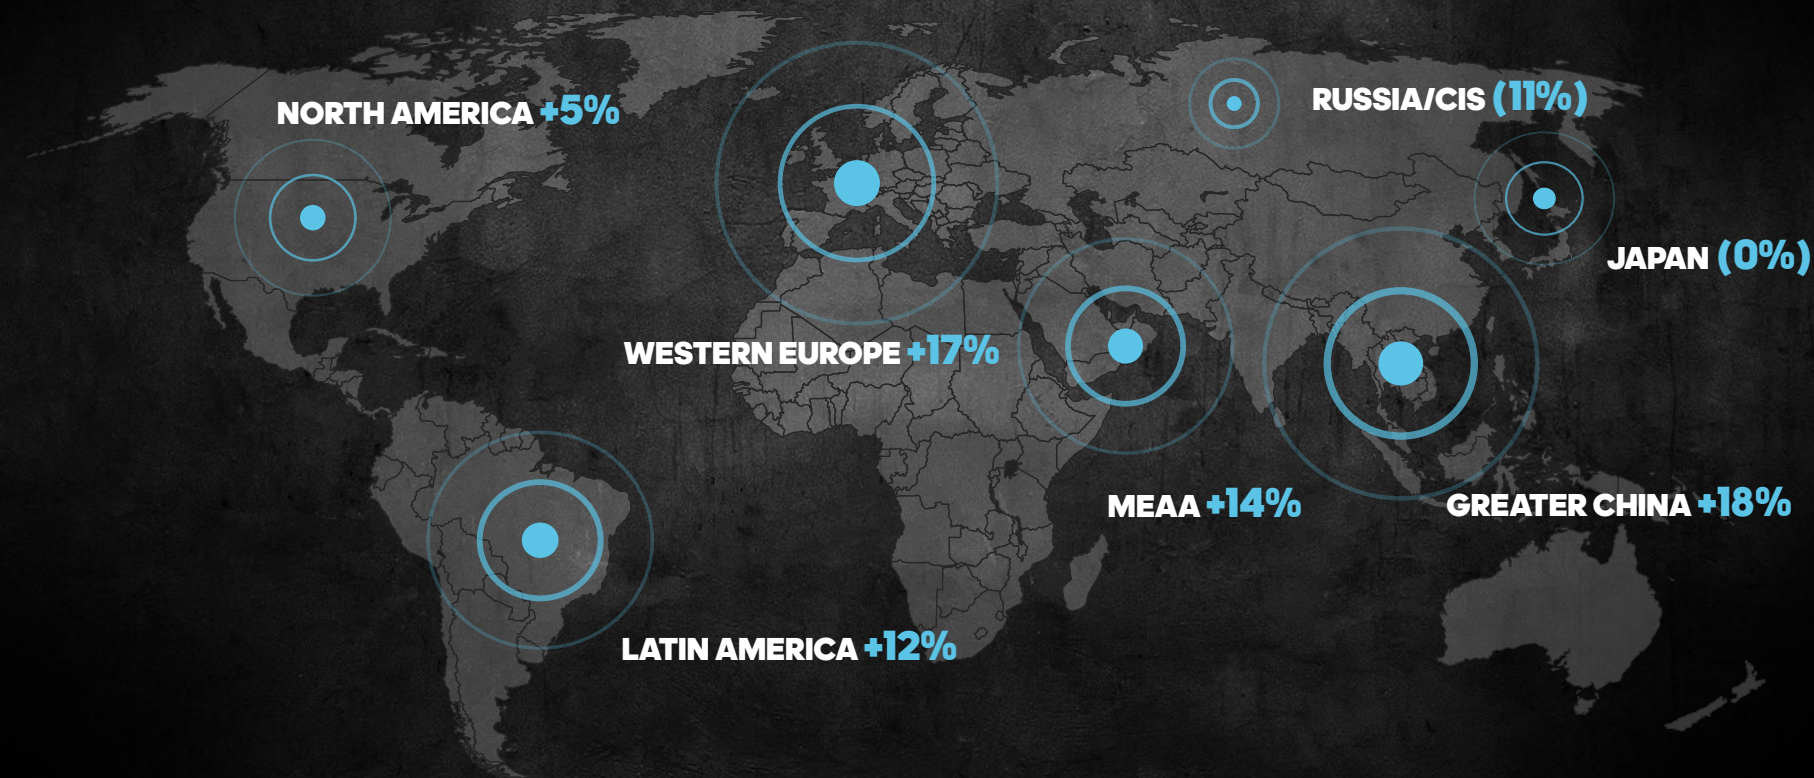 NORTH AMERICA +5%
RUSSIA/CIS (11%)
JAPAN (0%)
WESTERN EUROPE +17%
MEAA +14%
GREATER CHINA +18%
LATIN AMERICA +12%